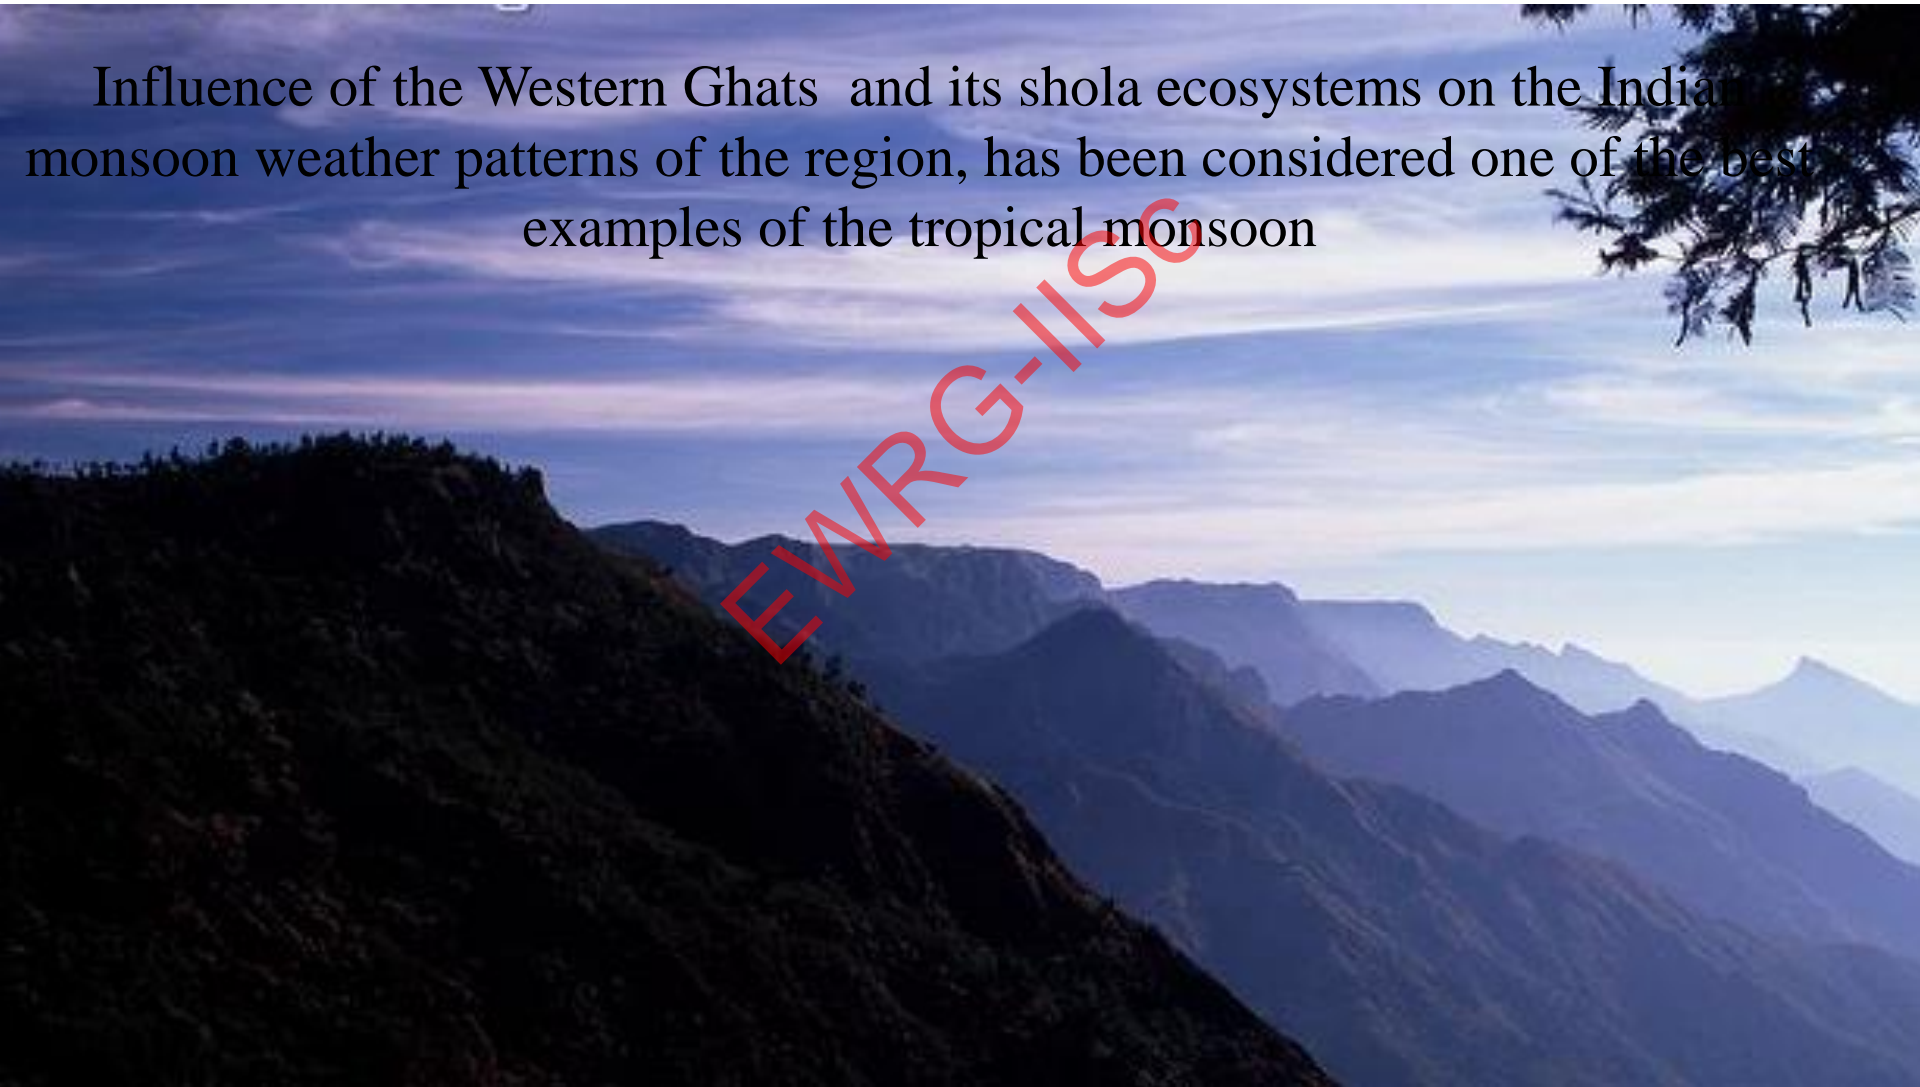 Influence of the Western Ghats and its shola ecosystems on the Indian
monsoon weather patterns of the region, has been considered one of the best
examples of the tropical monsoon
EWRG-IISc